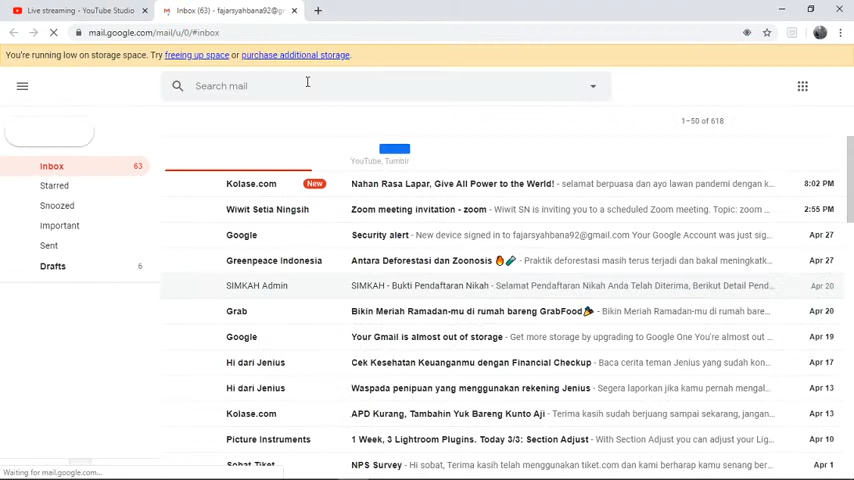 Live streaming - YouTube Studio
Inbox (63) - fajarsyahbana92@gr
mail.google.com/mail/u/0/#inbox
You're running low on storage space. Try freeing up space or purchase additional storage.
Search mail
1–50 of 618
YouTube, Tumblr
Inbox 63
Starred
Snoozed
Important
Sent
Drafts 6
Kolase.com New Nahan Rasa Lapar, Give All Power to the World! - selamat berpuasa dan ayo lawan pandemi dengan k... 8:02 PM
Wiwit Setia Ningsih Zoom meeting invitation - zoom - Wiwit SN is inviting you to a scheduled Zoom meeting. Topic: zoom ... 2:55 PM
Google Security alert - New device signed in to fajarsyahbana92@gmail.com Your Google Account was just sig... Apr 27
Greenpeace Indonesia Antara Deforestasi dan Zoonosis 🔥🧪 - Praktik deforestasi masih terus terjadi dan bakal meningkatk... Apr 27
SIMKAH Admin SIMKAH - Bukti Pendaftaran Nikah - Selamat Pendaftaran Nikah Anda Telah Diterima, Berikut Detail Pend... Apr 20
Grab Bikin Meriah Ramadan-mu di rumah bareng GrabFood🎉 - Bikin Meriah Ramadan-mu di rumah bare... Apr 20
Google Your Gmail is almost out of storage - Get more storage by upgrading to Google One You're almost out ... Apr 19
Hi dari Jenius Cek Kesehatan Keuanganmu dengan Financial Checkup - Baca cerita teman Jenius yang sudah kon... Apr 17
Hi dari Jenius Waspada penipuan yang menggunakan rekening Jenius - Segera laporkan jika kamu pernah mengal... Apr 13
Kolase.com APD Kurang, Tambahin Yuk Bareng Kunto Aji - Terima kasih sudah berjuang sampai sekarang, jangan... Apr 13
Picture Instruments 1 Week, 3 Lightroom Plugins. Today 3/3: Section Adjust - With Section Adjust you can adjust your Lig... Apr 10
Sobat Tiket NPS Survey - Hi sobat, Terima kasih telah menggunakan tiket.com dan kami berharap kamu senang ber... Apr 1
Waiting for mail.google.com...